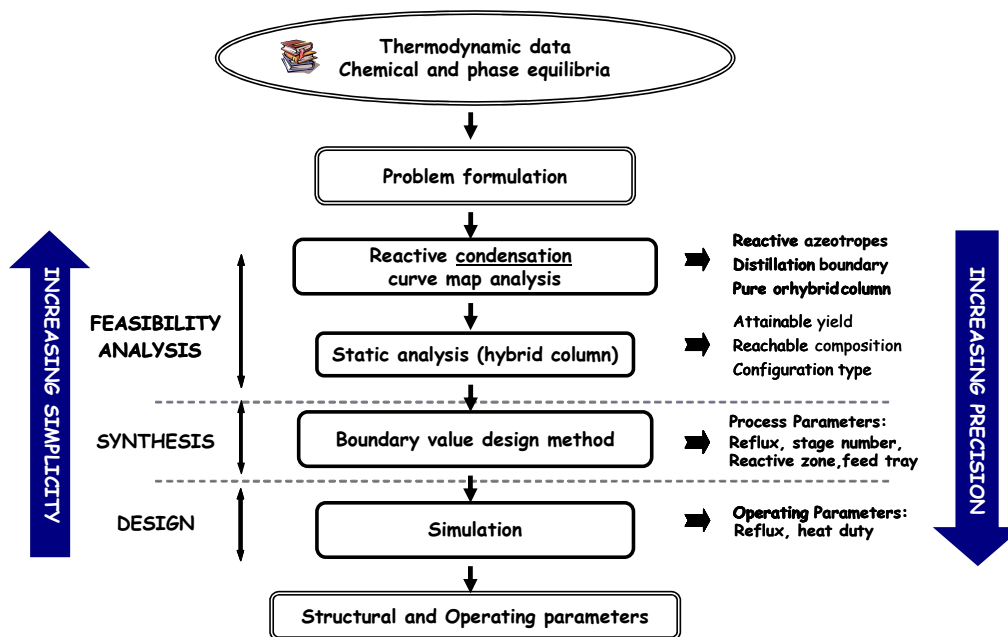 Thermodynamic data
Chemical and phase equilibria
Problem formulation
Reactive condensation
curve map analysis
Reactive azeotropes
Distillation boundary
Pure orhybrid column
INCREASING SIMPLICITY
FEASIBILITY
ANALYSIS
Static analysis (hybrid column)
Attainable yield
Reachable composition
Configuration type
INCREASING PRECISION
SYNTHESIS
Boundary value design method
Process Parameters:
Reflux, stage number,
Reactive zone,feed tray
DESIGN
Simulation
Operating Parameters:
Reflux, heat duty
Structural and Operating parameters